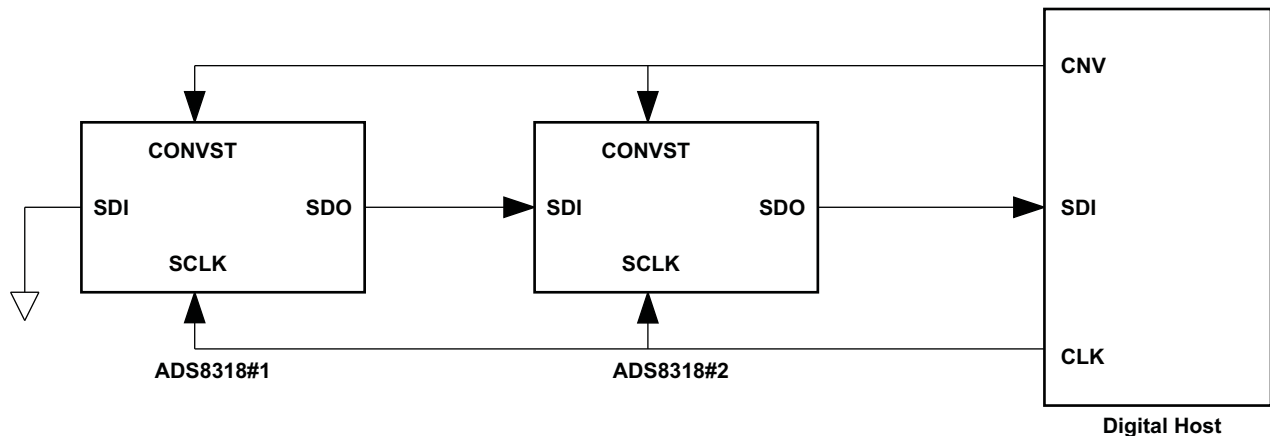 CNV
CONVST
CONVST
SDI
SDO
SDI
SDO
SDI
SCLK
SCLK
CLK
ADS8318#1
ADS8318#2
Digital Host